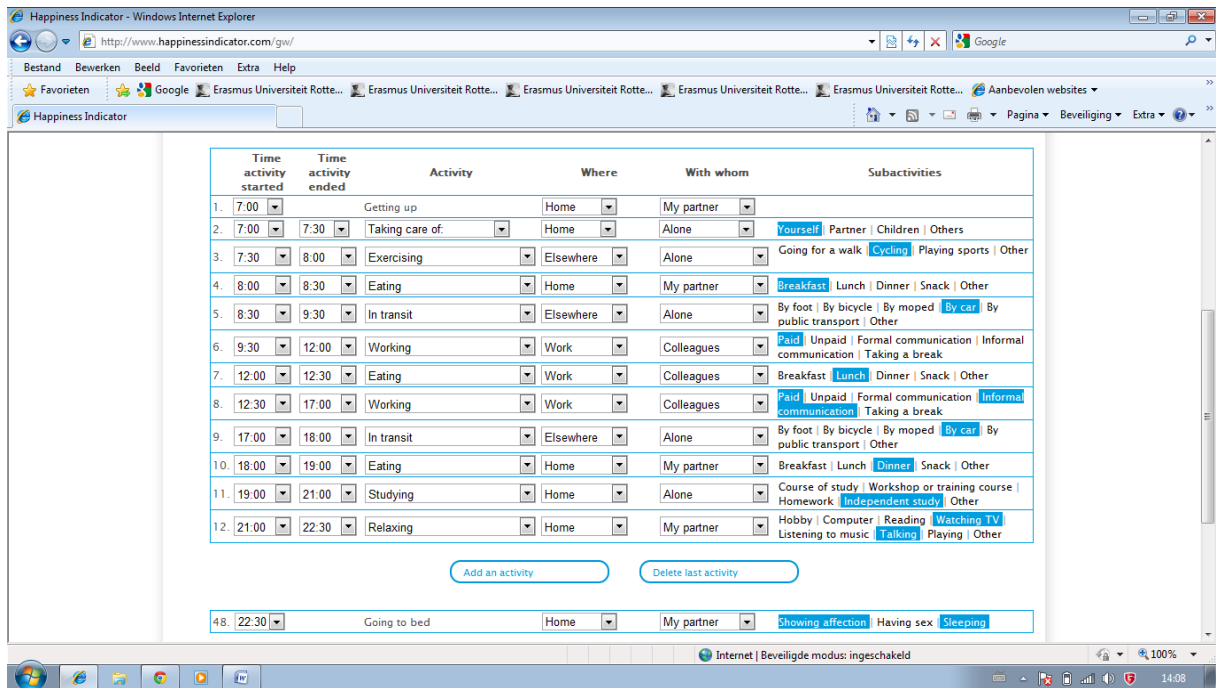 Happiness Indicator - Windows Internet Explorer
http://www.happinessindicator.com/gw/ Google
Bestand Bewerken Beeld Favorieten Extra Help
Favorieten Google Erasmus Universiteit Rotte... Erasmus Universiteit Rotte... Erasmus Universiteit Rotte... Erasmus Universiteit Rotte... Erasmus Universiteit Rotte... Aanbevolen websites
Happiness Indicator Pagina Beveiliging Extra
Time activity started Time activity ended Activity Where With whom Subactivities
1. 7:00 Getting up Home My partner
2. 7:00 7:30 Taking care of: Home Alone Yourself | Partner | Children | Others
3. 7:30 8:00 Exercising Elsewhere Alone Going for a walk | Cycling | Playing sports | Other
4. 8:00 8:30 Eating Home My partner Breakfast | Lunch | Dinner | Snack | Other
5. 8:30 9:30 In transit Elsewhere Alone By foot | By bicycle | By moped | By car | By
public transport | Other
6. 9:30 12:00 Working Work Colleagues Paid | Unpaid | Formal communication | Informal
communication | Taking a break
7. 12:00 12:30 Eating Work Colleagues Breakfast | Lunch | Dinner | Snack | Other
8. 12:30 17:00 Working Work Colleagues Paid | Unpaid | Formal communication | Informal
communication | Taking a break
9. 17:00 18:00 In transit Elsewhere Alone By foot | By bicycle | By moped | By car | By
public transport | Other
10. 18:00 19:00 Eating Home My partner Breakfast | Lunch | Dinner | Snack | Other
11. 19:00 21:00 Studying Home Alone Course of study | Workshop or training course |
Homework | Independent study | Other
12. 21:00 22:30 Relaxing Home My partner Hobby | Computer | Reading | Watching TV |
Listening to music | Talking | Playing | Other
Add an activity Delete last activity
48. 22:30 Going to bed Home My partner Showing affection | Having sex | Sleeping
Internet | Beveiligde modus: ingeschakeld 100%
14:08